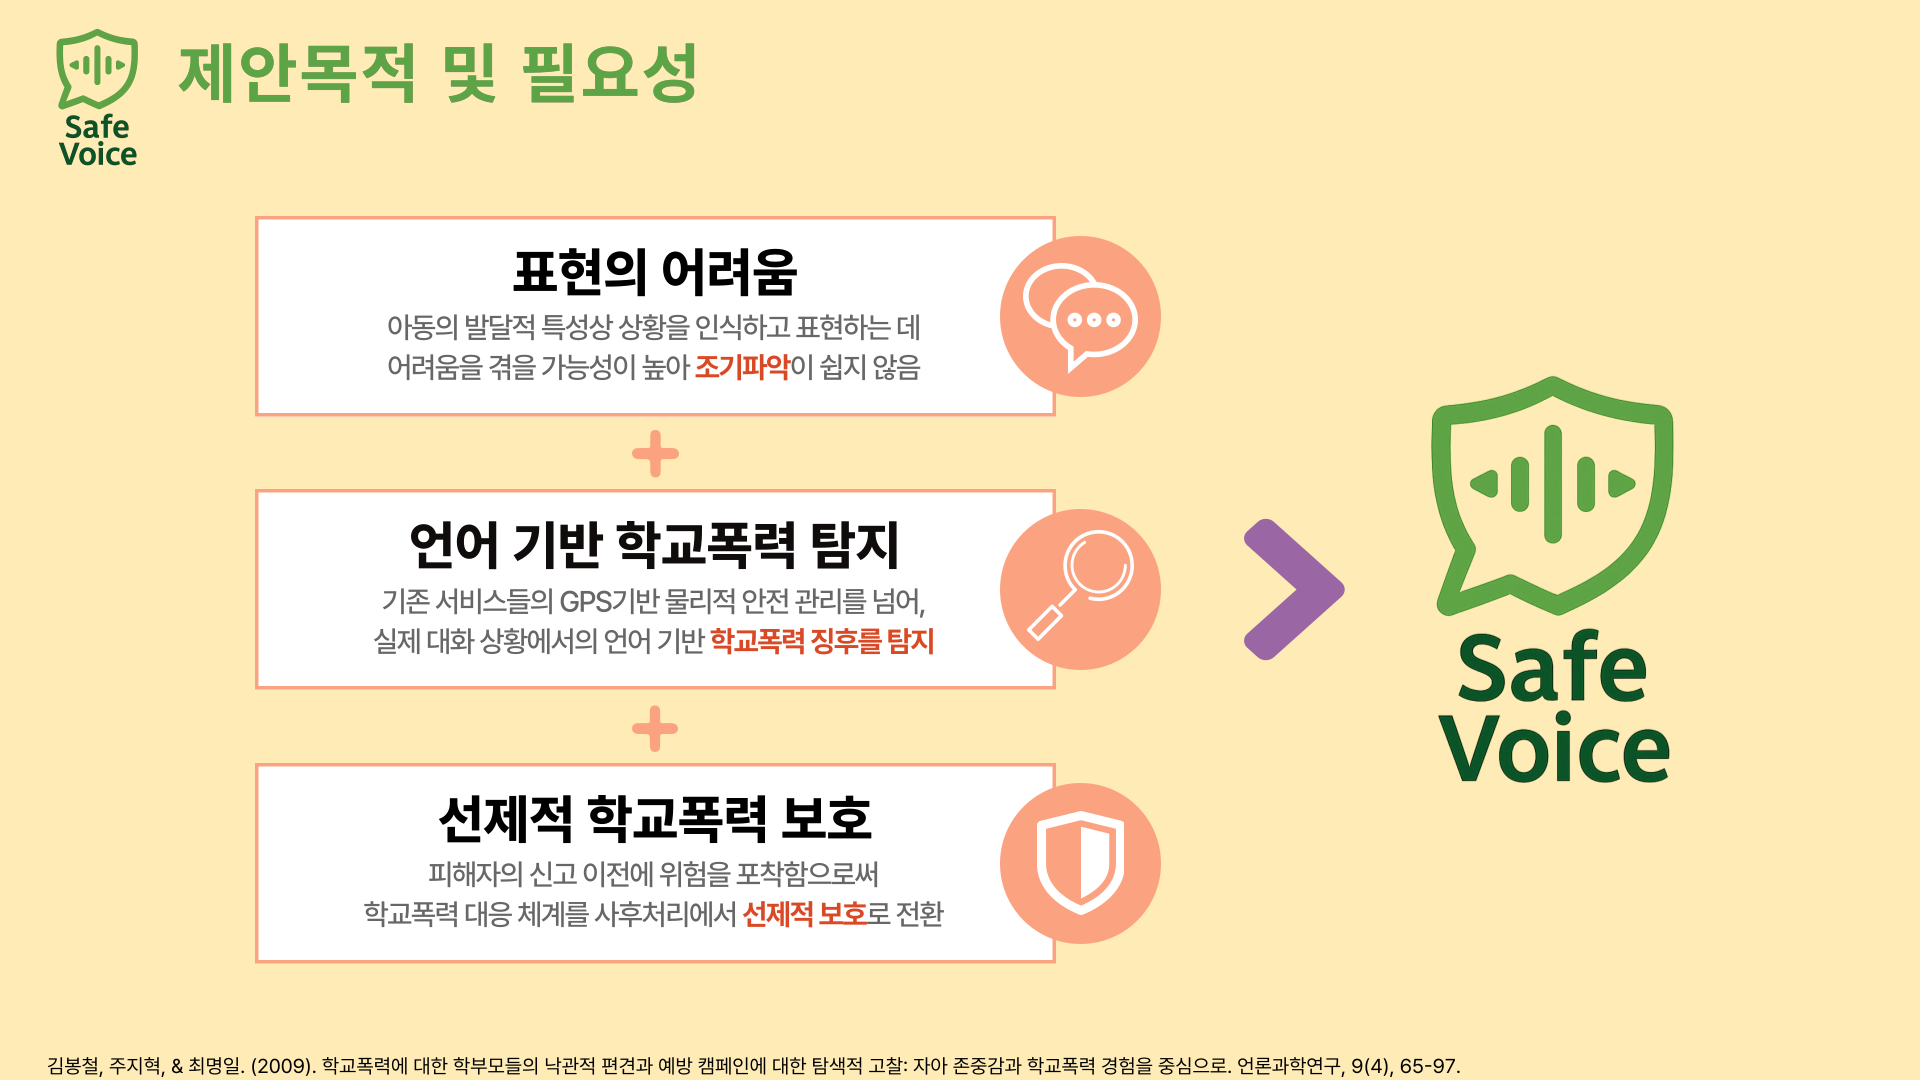 Safe
Voice
제안목적 및 필요성
표현의 어려움
아동의 발달적 특성상 상황을 인식하고 표현하는 데
어려움을 겪을 가능성이 높아 조기파악이 쉽지 않음
언어 기반 학교폭력 탐지
기존 서비스들의 GPS기반 물리적 안전 관리를 넘어,
실제 대화 상황에서의 언어 기반 학교폭력 징후를 탐지
선제적 학교폭력 보호
피해자의 신고 이전에 위험을 포착함으로써
학교폭력 대응 체계를 사후처리에서 선제적 보호로 전환
Safe
Voice
김봉철, 주지혁, & 최명일. (2009). 학교폭력에 대한 학부모들의 낙관적 편견과 예방 캠페인에 대한 탐색적 고찰: 자아 존중감과 학교폭력 경험을 중심으로. 언론과학연구, 9(4), 65-97.